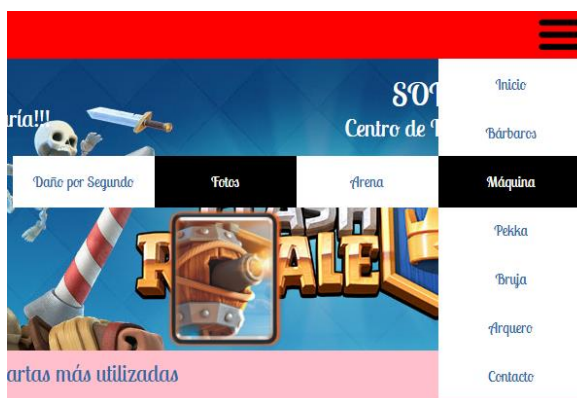 SO
Inicio
ría!!!
Centro de
Bárbaros
Daño por Segundo
Fotos
Arena
Máquina
Pekka
Bruja
Arquero
artas más utilizadas
Contacto